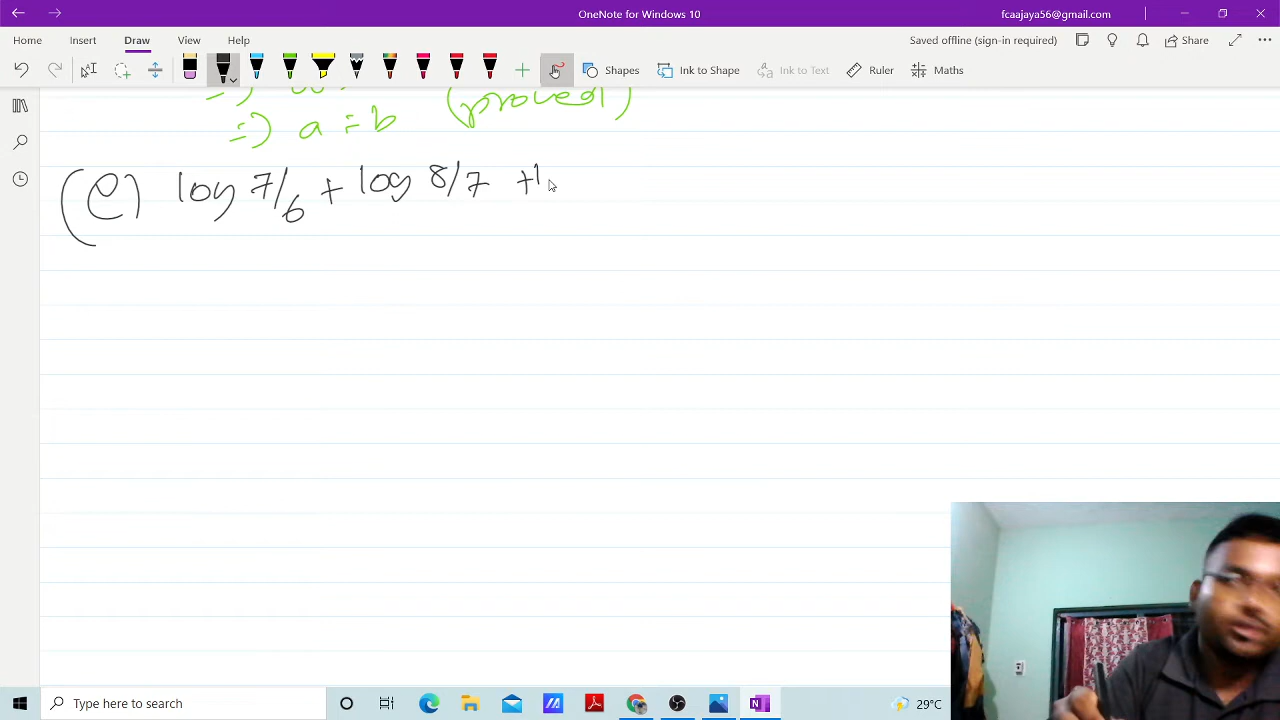 OneNote for Windows 10
fcaajaya56@gmail.com
Home Insert Draw View Help
Saved offline (sign-in required)
Share
Shapes
Ink to Shape
Ink to Text
Ruler
Maths
(proved)
=) a = b
(e) log 7/6 + log 8/7 + l
Type here to search
29°C